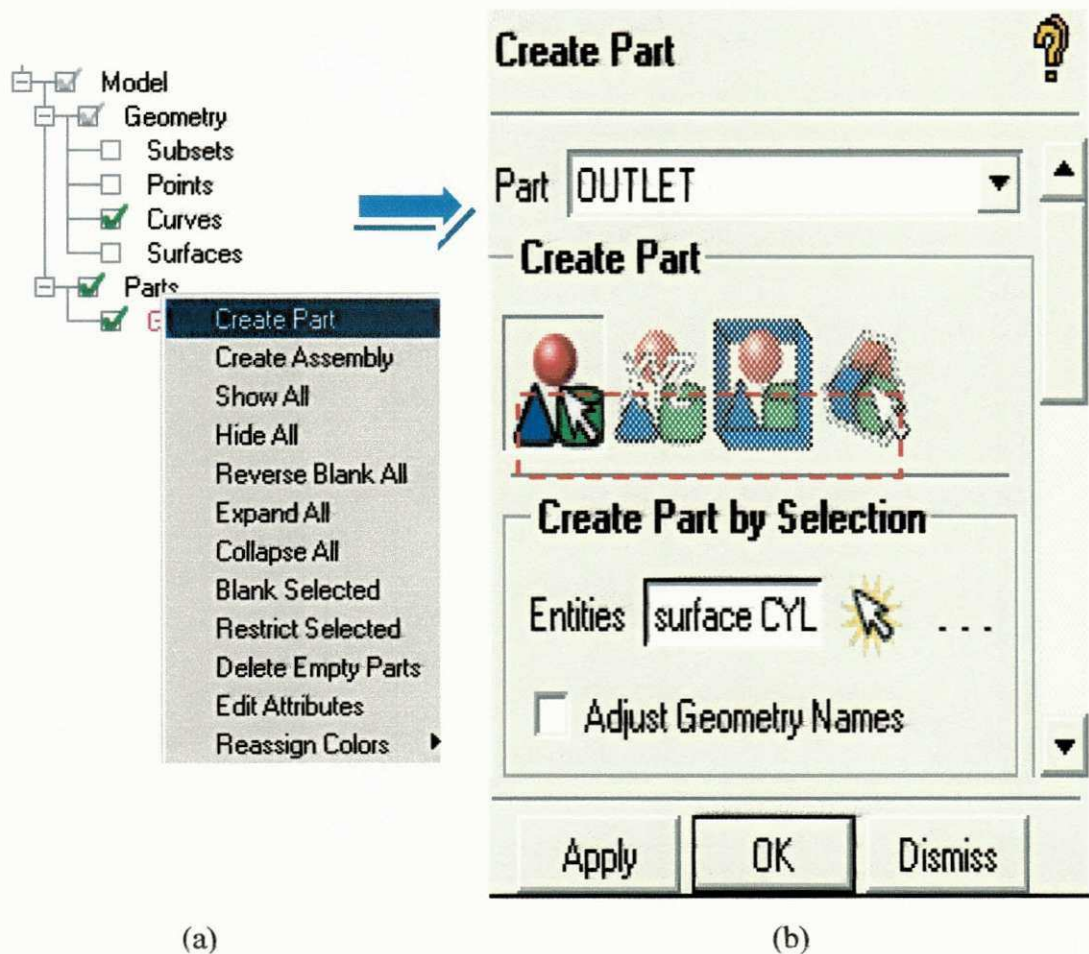 Model
Geometry
Subsets
Points
Curves
Surfaces
Parts
G
Create Part
Create Assembly
Show All
Hide All
Reverse Blank All
Expand All
Collapse All
Blank Selected
Restrict Selected
Delete Empty Parts
Edit Attributes
Reassign Colors
(a)
Create Part
Part OUTLET
Create Part
XYZ
Create Part by Selection
Entities surface CYL ...
Adjust Geometry Names
Apply OK Dismiss
(b)